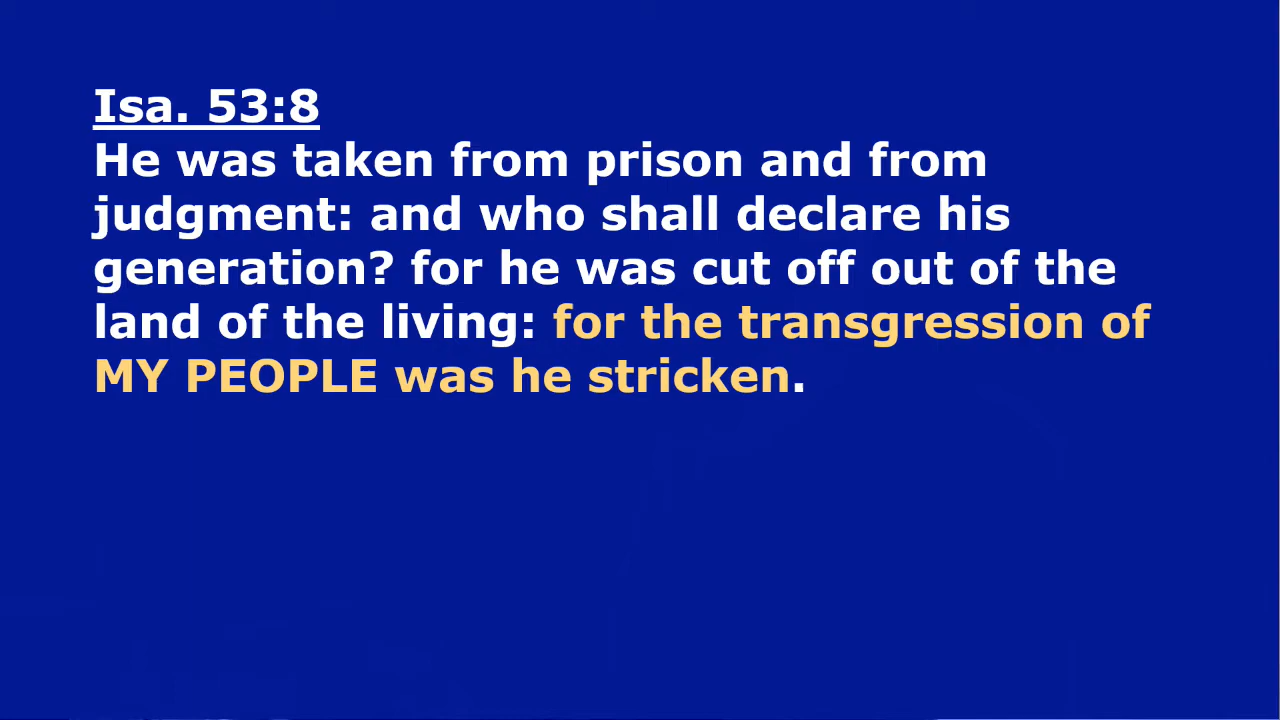 Isa. 53:8
He was taken from prison and from
judgment: and who shall declare his
generation? for he was cut off out of the
land of the living: for the transgression of
MY PEOPLE was he stricken.